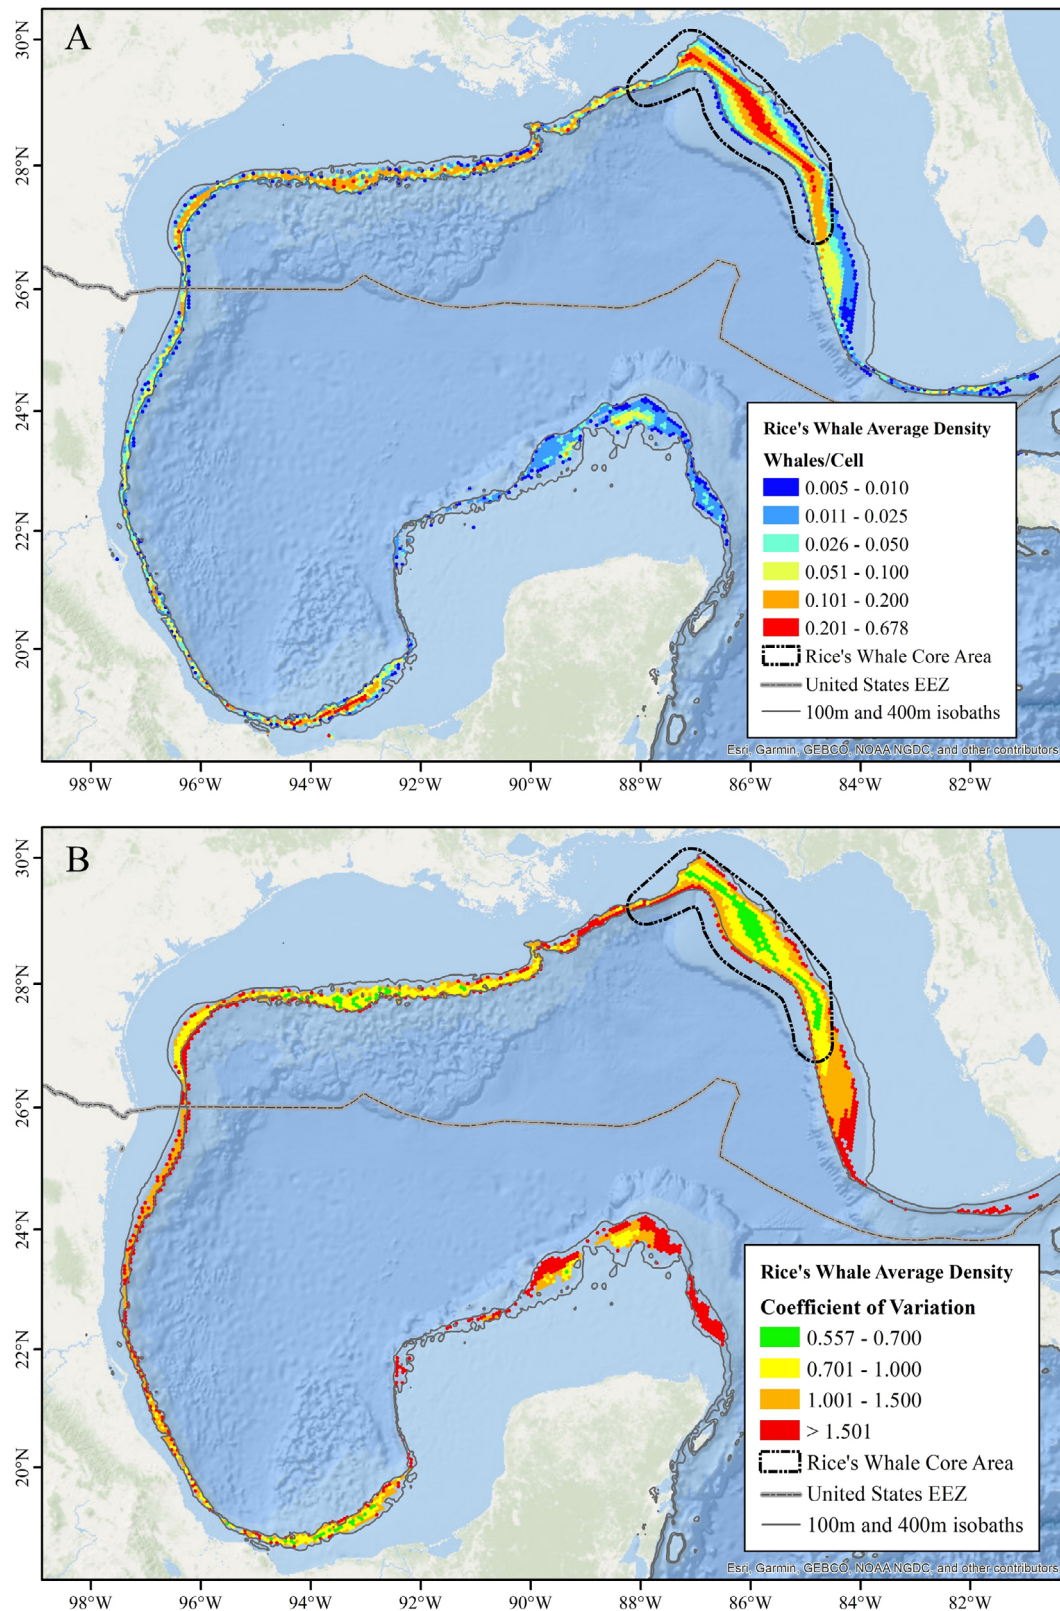 A
30°N
28°N
26°N
24°N
22°N
20°N
Rice's Whale Average Density
Whales/Cell
0.005 - 0.010
0.011 - 0.025
0.026 - 0.050
0.051 - 0.100
0.101 - 0.200
0.201 - 0.678
Rice's Whale Core Area
United States EEZ
100m and 400m isobaths
Esri, Garmin, GEBCO, NOAA NGDC, and other contributors
98°W 96°W 94°W 92°W 90°W 88°W 86°W 84°W 82°W
B
30°N
28°N
26°N
24°N
22°N
20°N
Rice's Whale Average Density
Coefficient of Variation
0.557 - 0.700
0.701 - 1.000
1.001 - 1.500
> 1.501
Rice's Whale Core Area
United States EEZ
100m and 400m isobaths
Esri, Garmin, GEBCO, NOAA NGDC, and other contributors
98°W 96°W 94°W 92°W 90°W 88°W 86°W 84°W 82°W